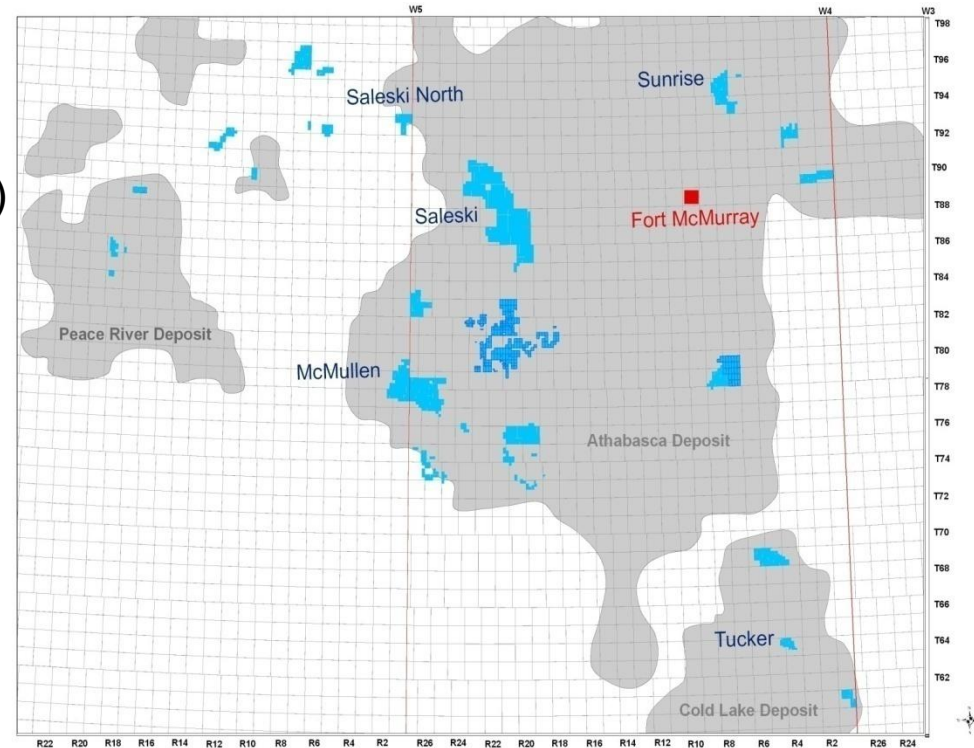 W5
W4
W3
T98
T96
T94
T92
T90
T88
T86
T84
T82
T80
T78
T76
T74
T72
T70
T68
T66
T64
T62
Sunrise
Saleski North
)
Saleski
Fort McMurray
Peace River Deposit
McMullen
Athabasca Deposit
Tucker
Cold Lake Deposit
R22 R20 R18 R16 R14 R12 R10 R8 R6 R4 R2 R26 R24 R22 R20 R18 R16 R14 R12 R10 R8 R6 R4 R2 R26 R24